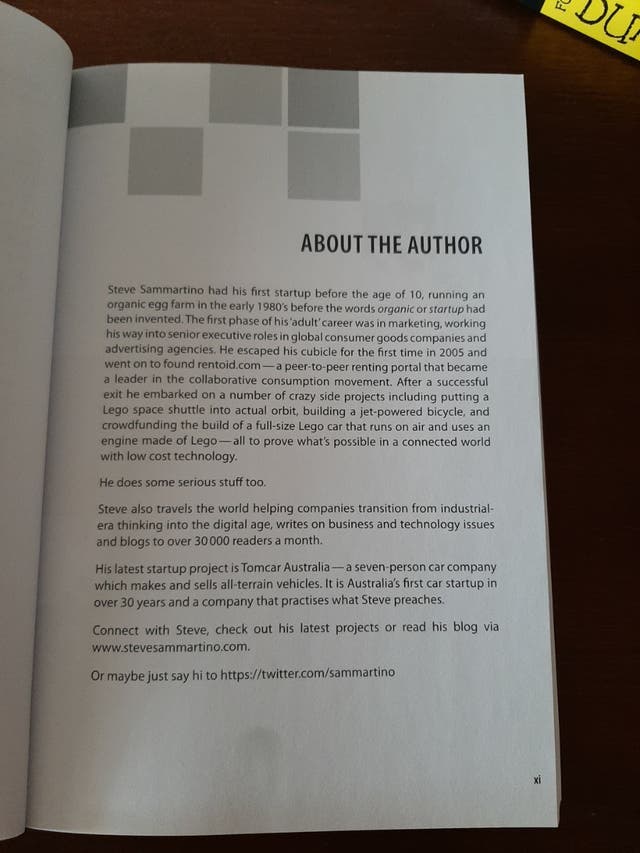 FO
DU
ABOUT THE AUTHOR
Steve Sammartino had his first startup before the age of 10, running an
organic egg farm in the early 1980's before the words organic or startup had
been invented. The first phase of his 'adult' career was in marketing, working
his way into senior executive roles in global consumer goods companies and
advertising agencies. He escaped his cubicle for the first time in 2005 and
went on to found rentoid.com — a peer-to-peer renting portal that became
a leader in the collaborative consumption movement. After a successful
exit he embarked on a number of crazy side projects including putting a
Lego space shuttle into actual orbit, building a jet-powered bicycle, and
crowdfunding the build of a full-size Lego car that runs on air and uses an
engine made of Lego — all to prove what's possible in a connected world
with low cost technology.
He does some serious stuff too.
Steve also travels the world helping companies transition from industrial-
era thinking into the digital age, writes on business and technology issues
and blogs to over 30 000 readers a month.
His latest startup project is Tomcar Australia — a seven-person car company
which makes and sells all-terrain vehicles. It is Australia's first car startup in
over 30 years and a company that practises what Steve preaches.
Connect with Steve, check out his latest projects or read his blog via
www.stevesammartino.com.
Or maybe just say hi to https://twitter.com/sammartino
xi